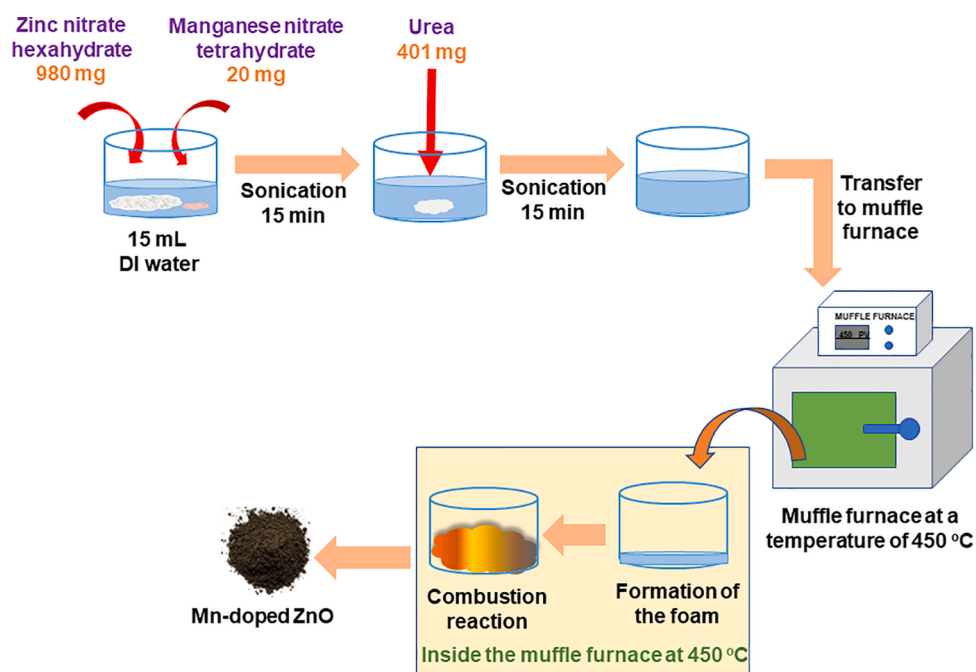 Zinc nitrate
hexahydrate
980 mg
Manganese nitrate
tetrahydrate
20 mg
Urea
401 mg
Sonication
15 min
Sonication
15 min
15 mL
DI water
Transfer
to muffle
furnace
MUFFLE FURNACE
450 PV
Muffle furnace at a
temperature of 450 °C
Formation of
the foam
Combustion
reaction
Mn-doped ZnO
Inside the muffle furnace at 450 °C